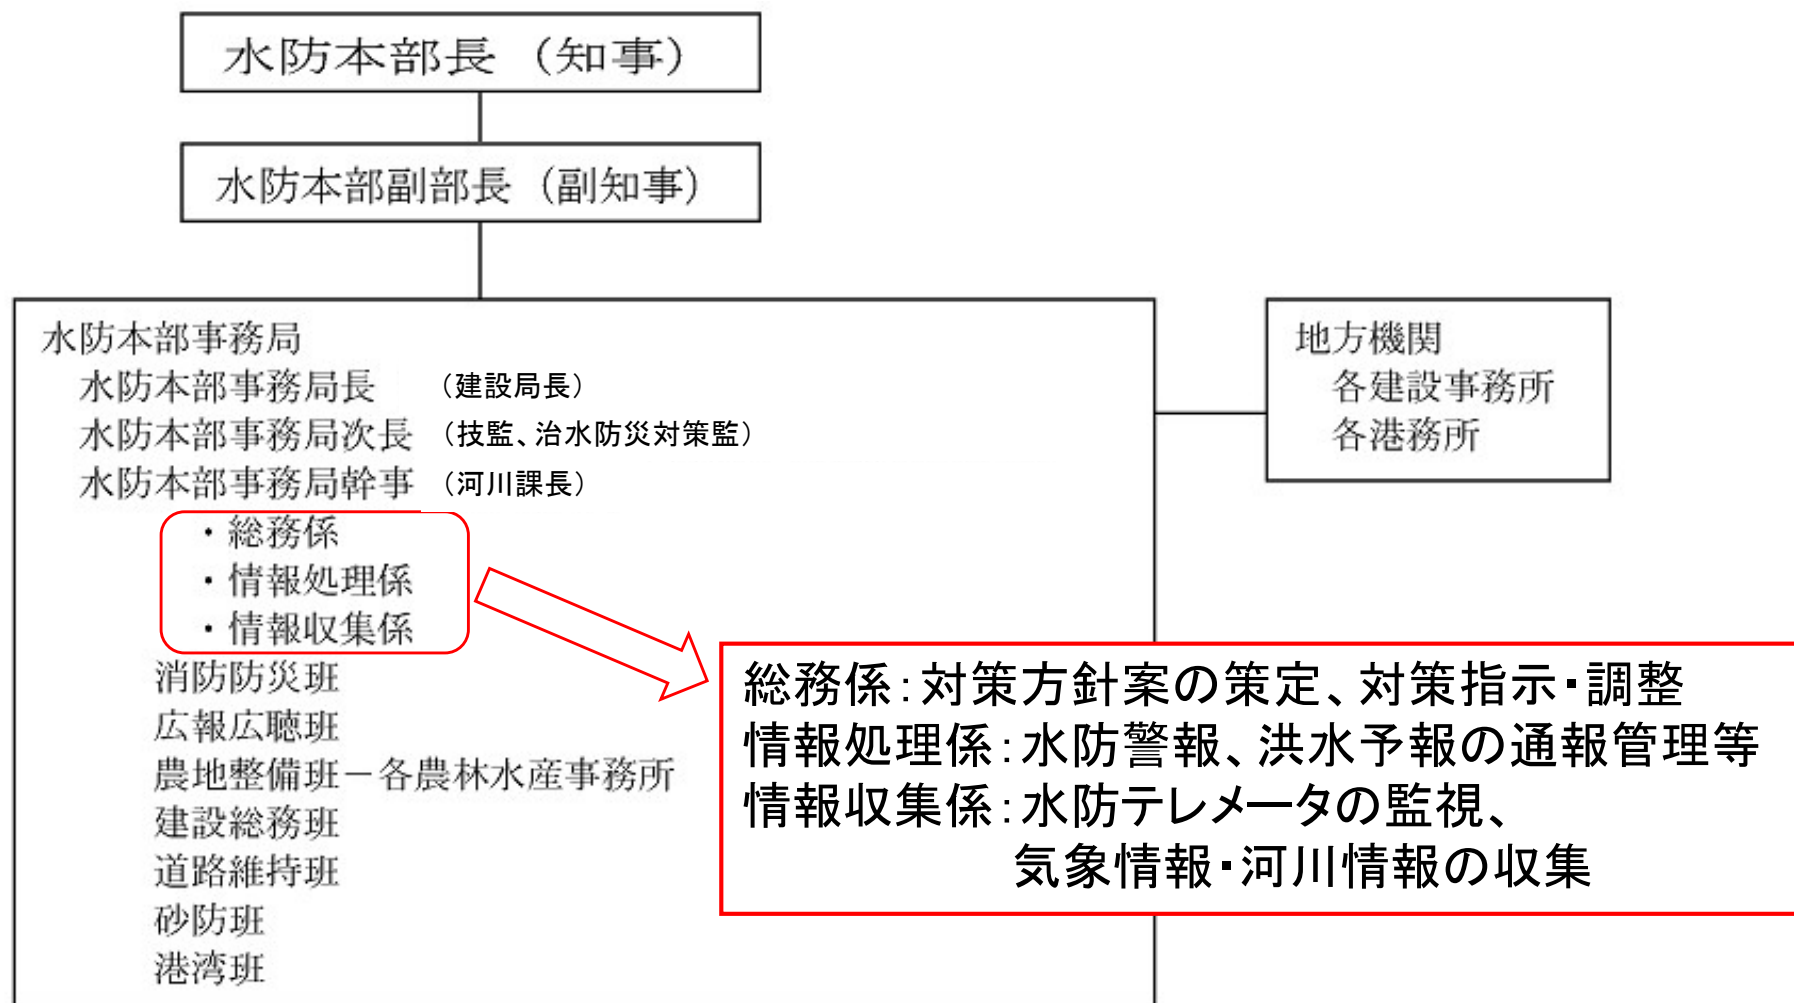 水防本部長（知事）
水防本部副部長（副知事）
水防本部事務局
水防本部事務局長　（建設局長）
水防本部事務局次長　（技監、治水防災対策監）
水防本部事務局幹事　（河川課長）
・総務係
・情報処理係
・情報収集係
消防防災班
広報広聴班
農地整備班－各農林水産事務所
建設総務班
道路維持班
砂防班
港湾班
地方機関
各建設事務所
各港務所
総務係：対策方針案の策定、対策指示・調整
情報処理係：水防警報、洪水予報の通報管理等
情報収集係：水防テレメータの監視、
気象情報・河川情報の収集